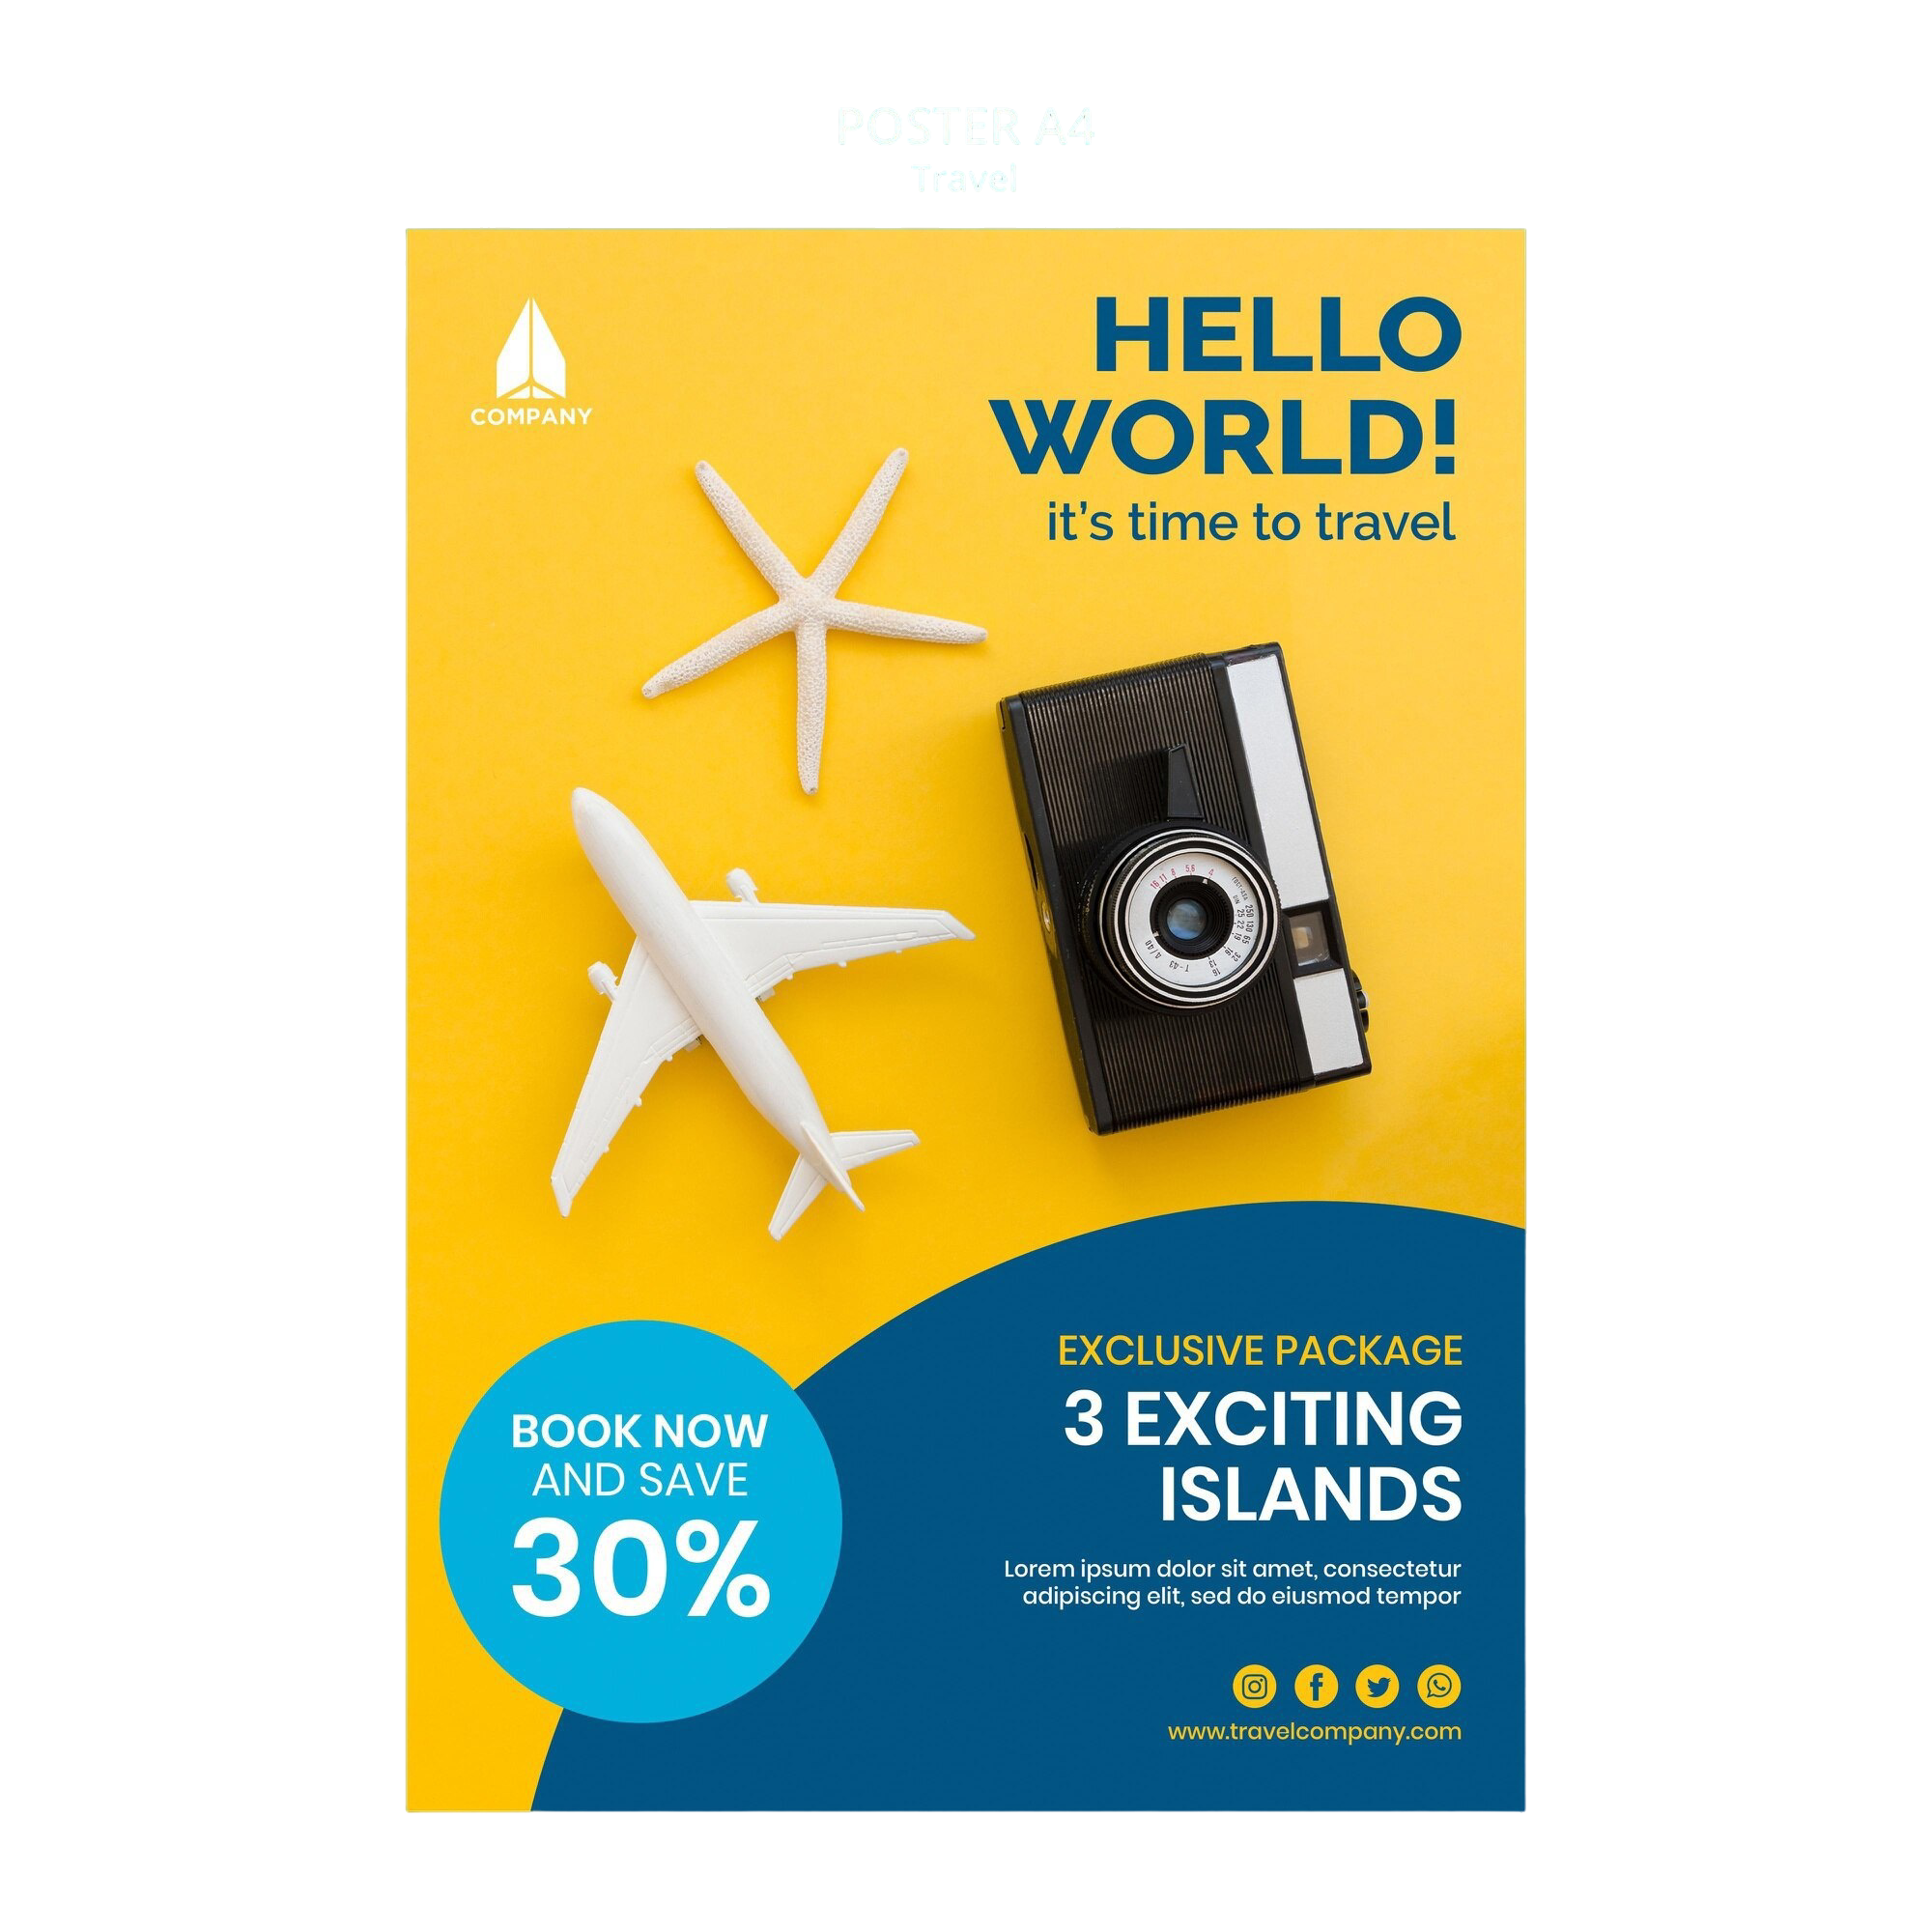 POSTER A4
Travel
COMPANY
HELLO
WORLD!
it's time to travel
EXCLUSIVE PACKAGE
3 EXCITING
ISLANDS
Lorem ipsum dolor sit amet, consectetur
adipiscing elit, sed do eiusmod tempor
www.travelcompany.com
BOOK NOW
AND SAVE
30%